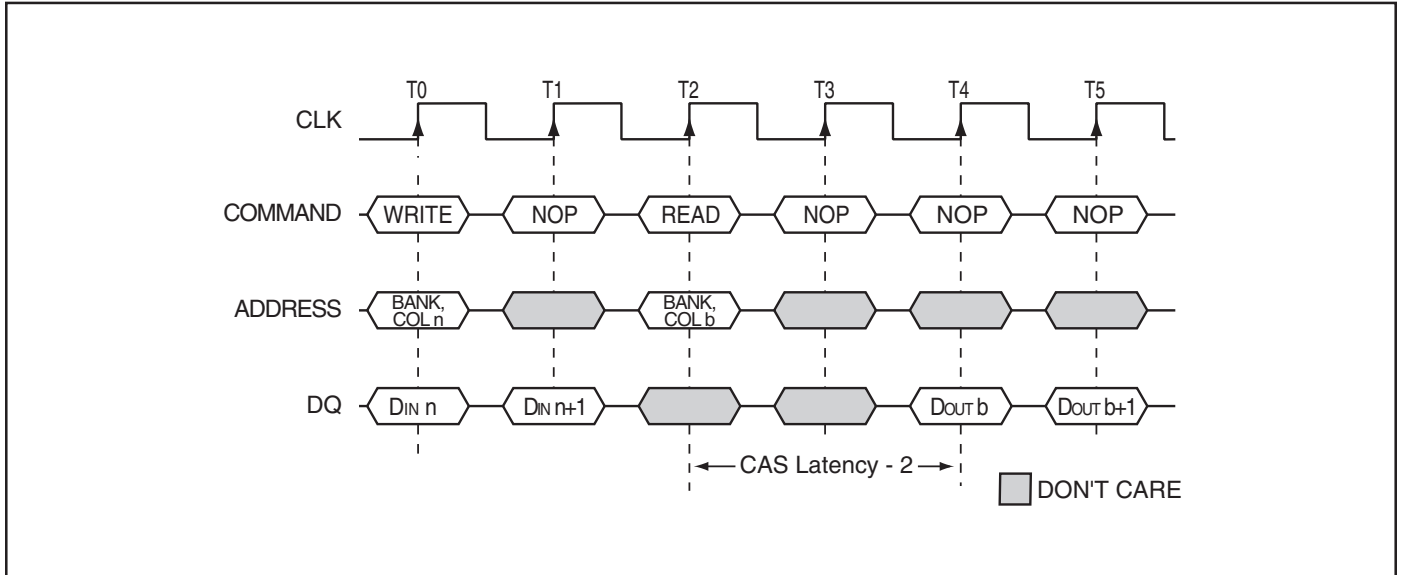 T0 T1 T2 T3 T4 T5
CLK
COMMAND WRITE NOP READ NOP NOP NOP
ADDRESS BANK, COL n BANK, COL b
DQ DIN n DIN n+1 DOUT b DOUT b+1
CAS Latency - 2
DON'T CARE